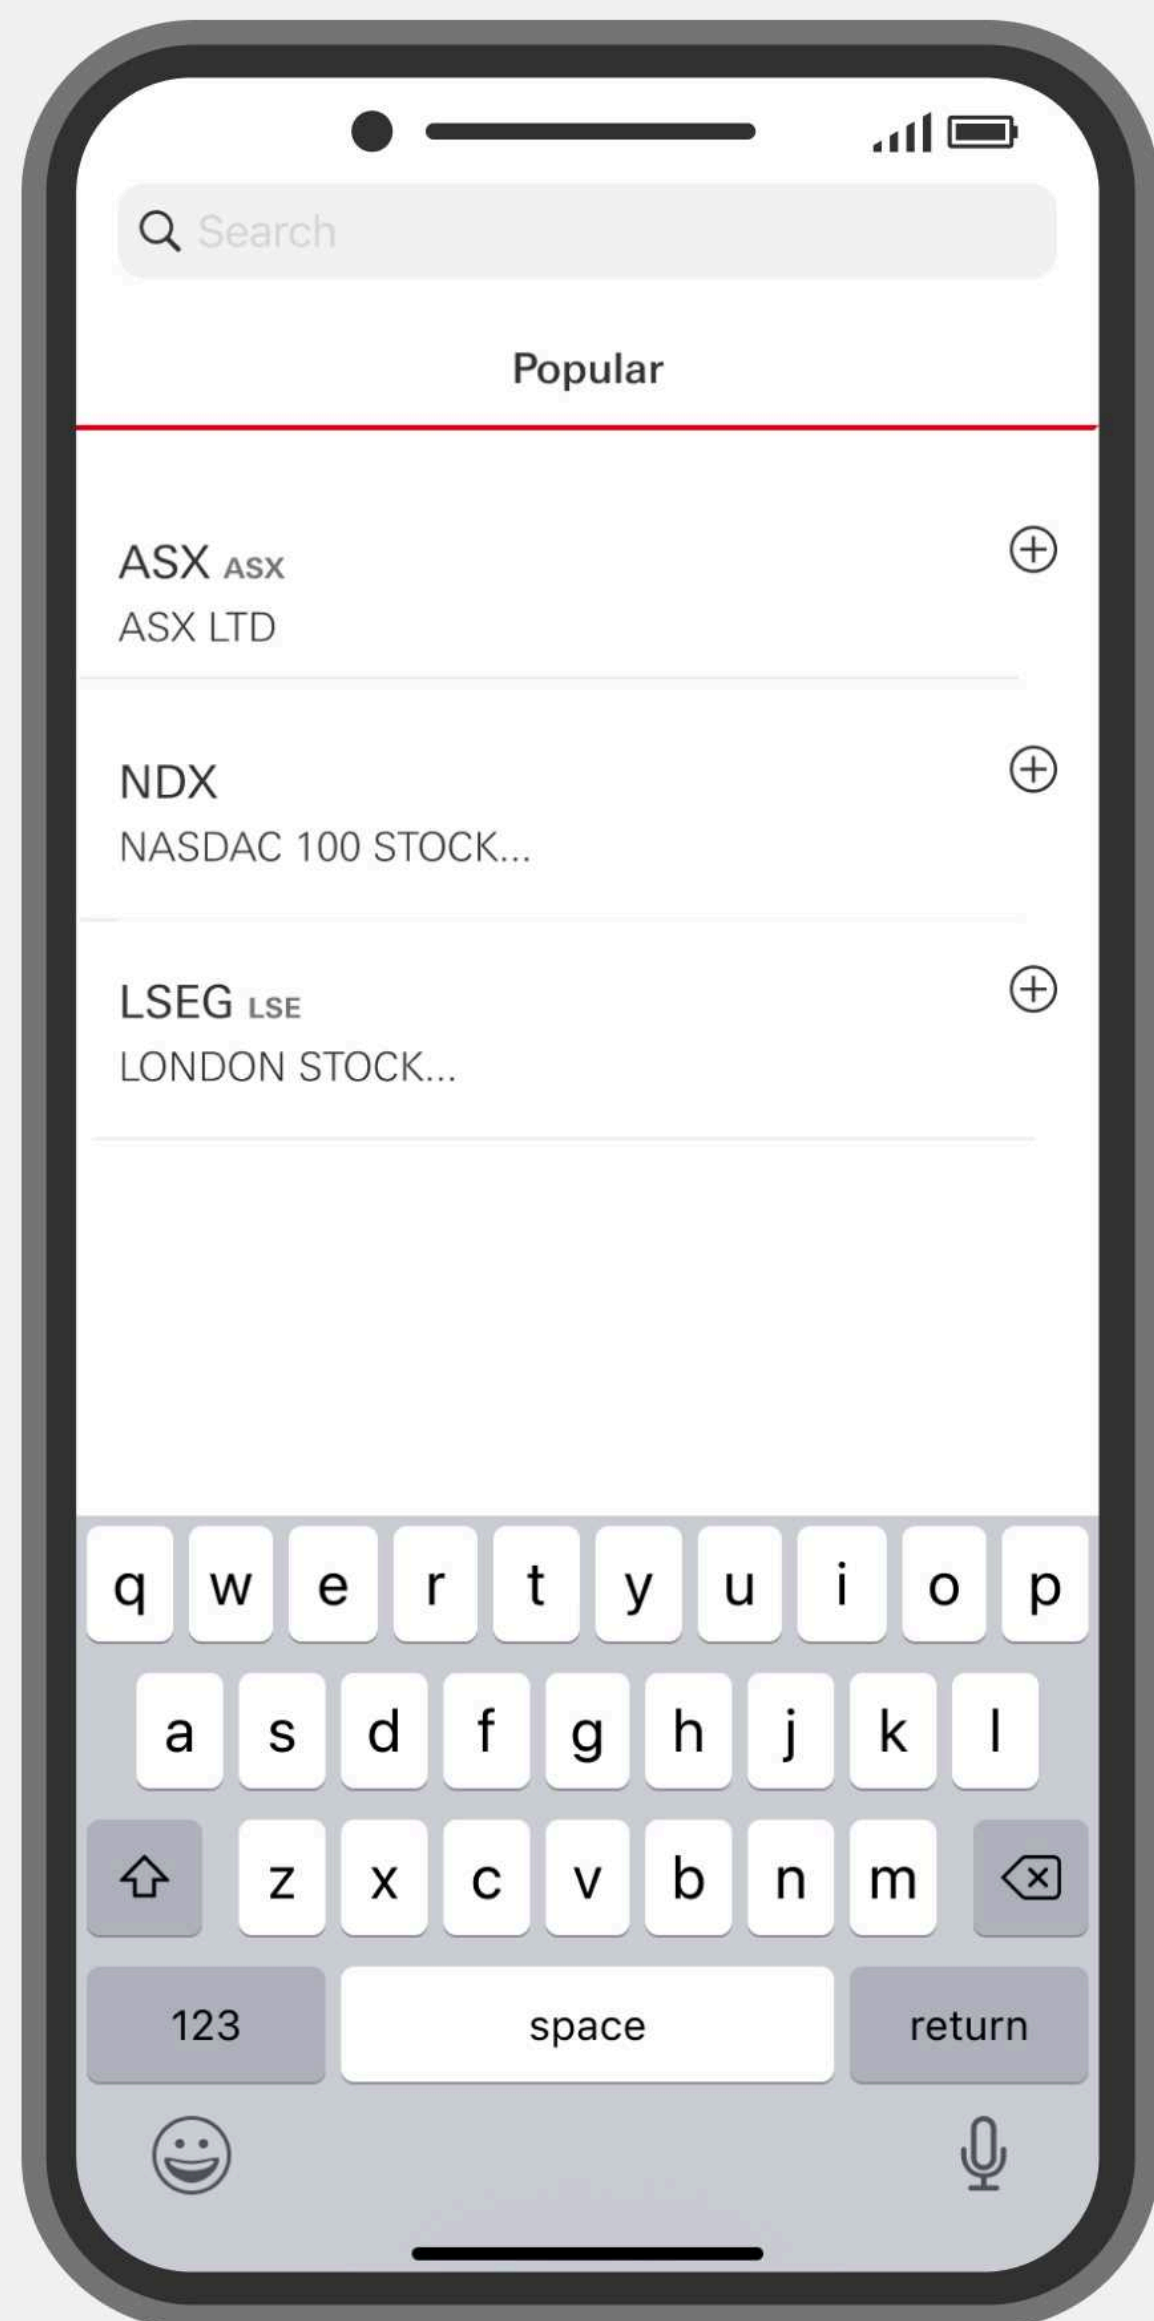 Search
Popular
ASX ASX
ASX LTD
NDX
NASDAC 100 STOCK...
LSEG LSE
LONDON STOCK...
q w e r t y u i o p
a s d f g h j k l
z x c v b n m
123 space return